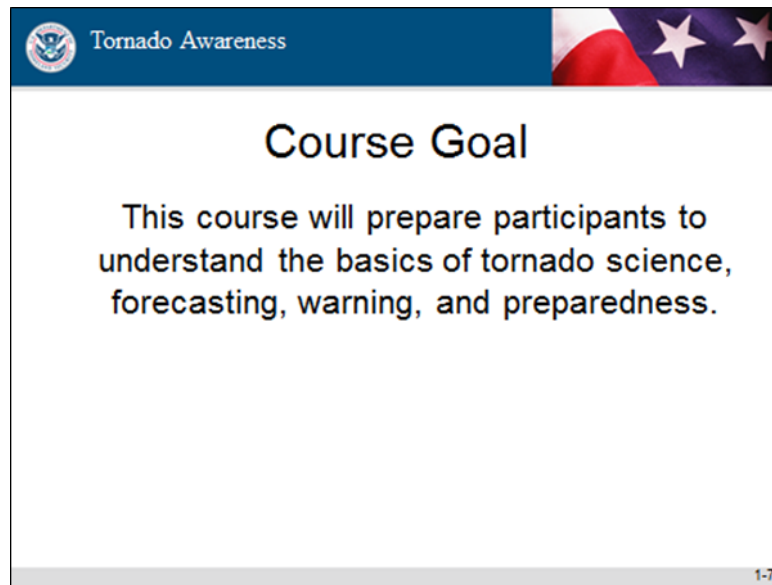 Tornado Awareness
Course Goal
This course will prepare participants to
understand the basics of tornado science,
forecasting, warning, and preparedness.
1-7